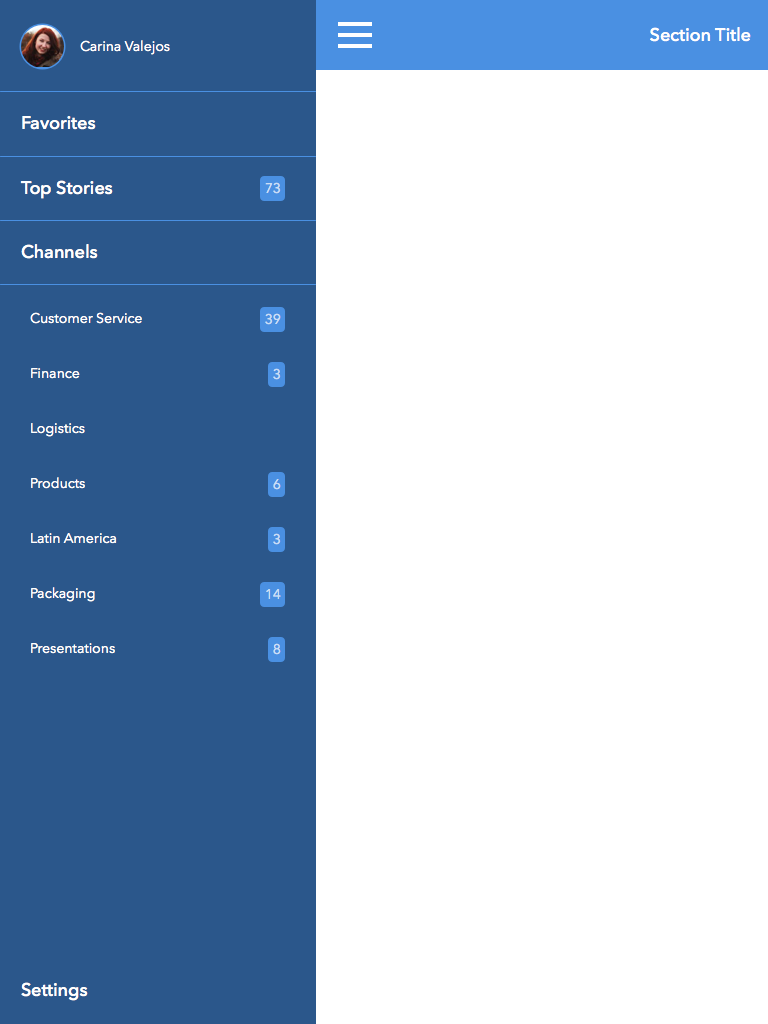 Carina Valejos
Section Title
Favorites
Top Stories 73
Channels
Customer Service 39
Finance 3
Logistics
Products 6
Latin America 3
Packaging 14
Presentations 8
Settings